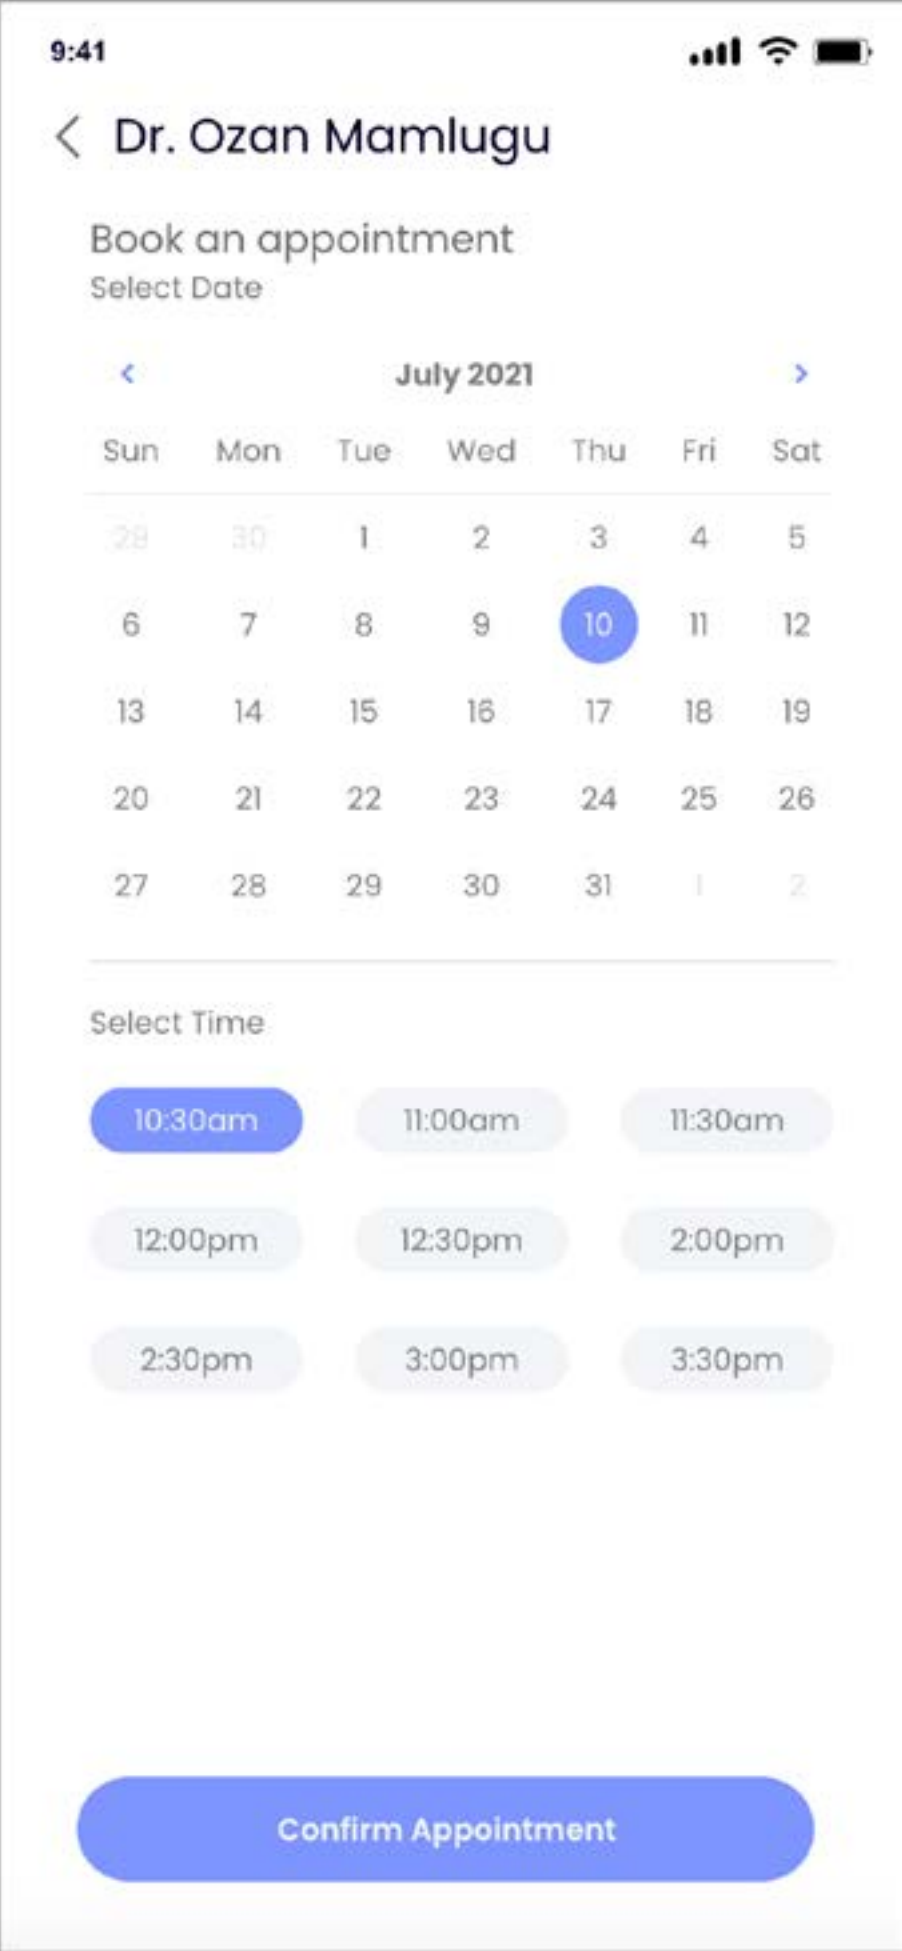 9:41
Dr. Ozan Mamlugu
Book an appointment
Select Date
July 2021
Sun Mon Tue Wed Thu Fri Sat
28 30 1 2 3 4 5
6 7 8 9 10 11 12
13 14 15 16 17 18 19
20 21 22 23 24 25 26
27 28 29 30 31 1 2
Select Time
10:30am 11:00am 11:30am
12:00pm 12:30pm 2:00pm
2:30pm 3:00pm 3:30pm
Confirm Appointment